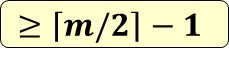 ≥ ⌈m/2⌉ − 1